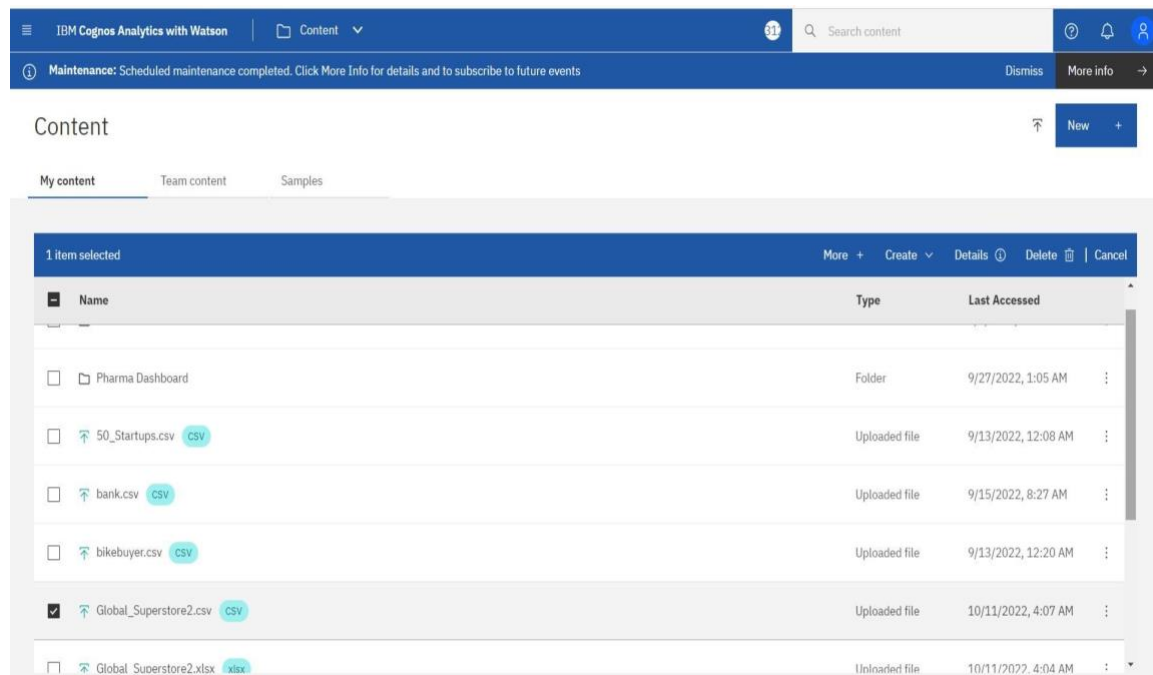 IBM Cognos Analytics with Watson Content Search content
Maintenance: Scheduled maintenance completed. Click More Info for details and to subscribe to future events Dismiss More info
Content New +
My content Team content Samples
1 item selected More + Create Details Delete | Cancel
Name Type Last Accessed
Pharma Dashboard Folder 9/27/2022, 1:05 AM
50_Startups.csv CSV Uploaded file 9/13/2022, 12:08 AM
bank.csv CSV Uploaded file 9/15/2022, 8:27 AM
bikebuyer.csv CSV Uploaded file 9/13/2022, 12:20 AM
Global_Superstore2.csv CSV Uploaded file 10/11/2022, 4:07 AM
Global_Superstore2.xlsx xlsx Uploaded file 10/11/2022, 4:04 AM